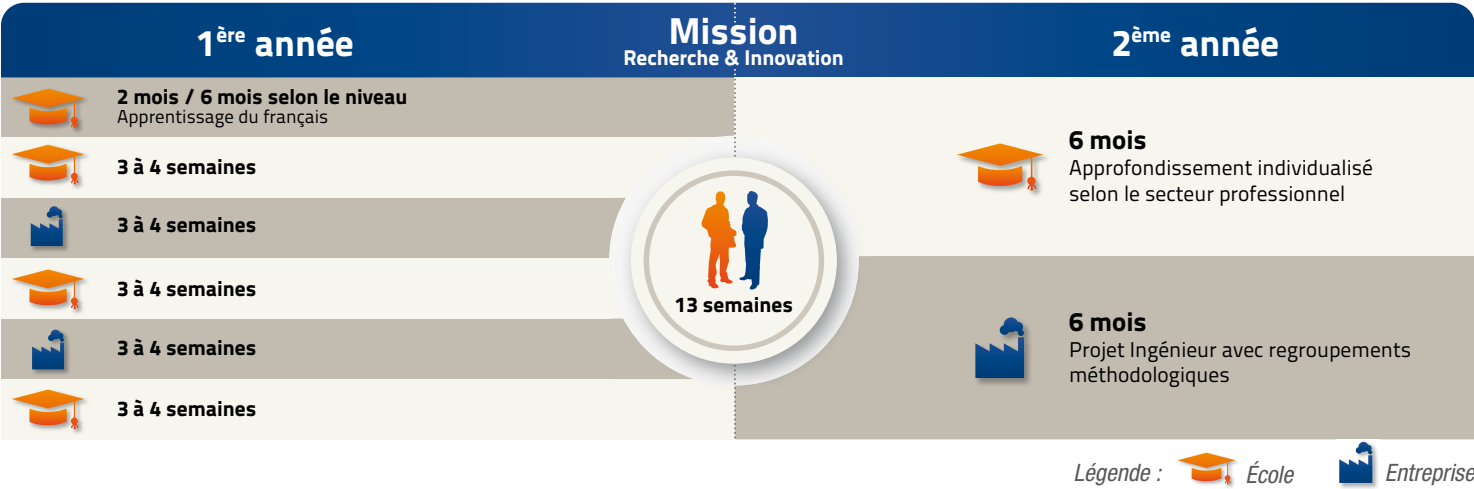 1ère année
Mission
Recherche & Innovation
2ème année
2 mois / 6 mois selon le niveau
Apprentissage du français
3 à 4 semaines
3 à 4 semaines
3 à 4 semaines
3 à 4 semaines
3 à 4 semaines
13 semaines
6 mois
Approfondissement individualisé
selon le secteur professionnel
6 mois
Projet Ingénieur avec regroupements
méthodologiques
Légende : École Entreprise